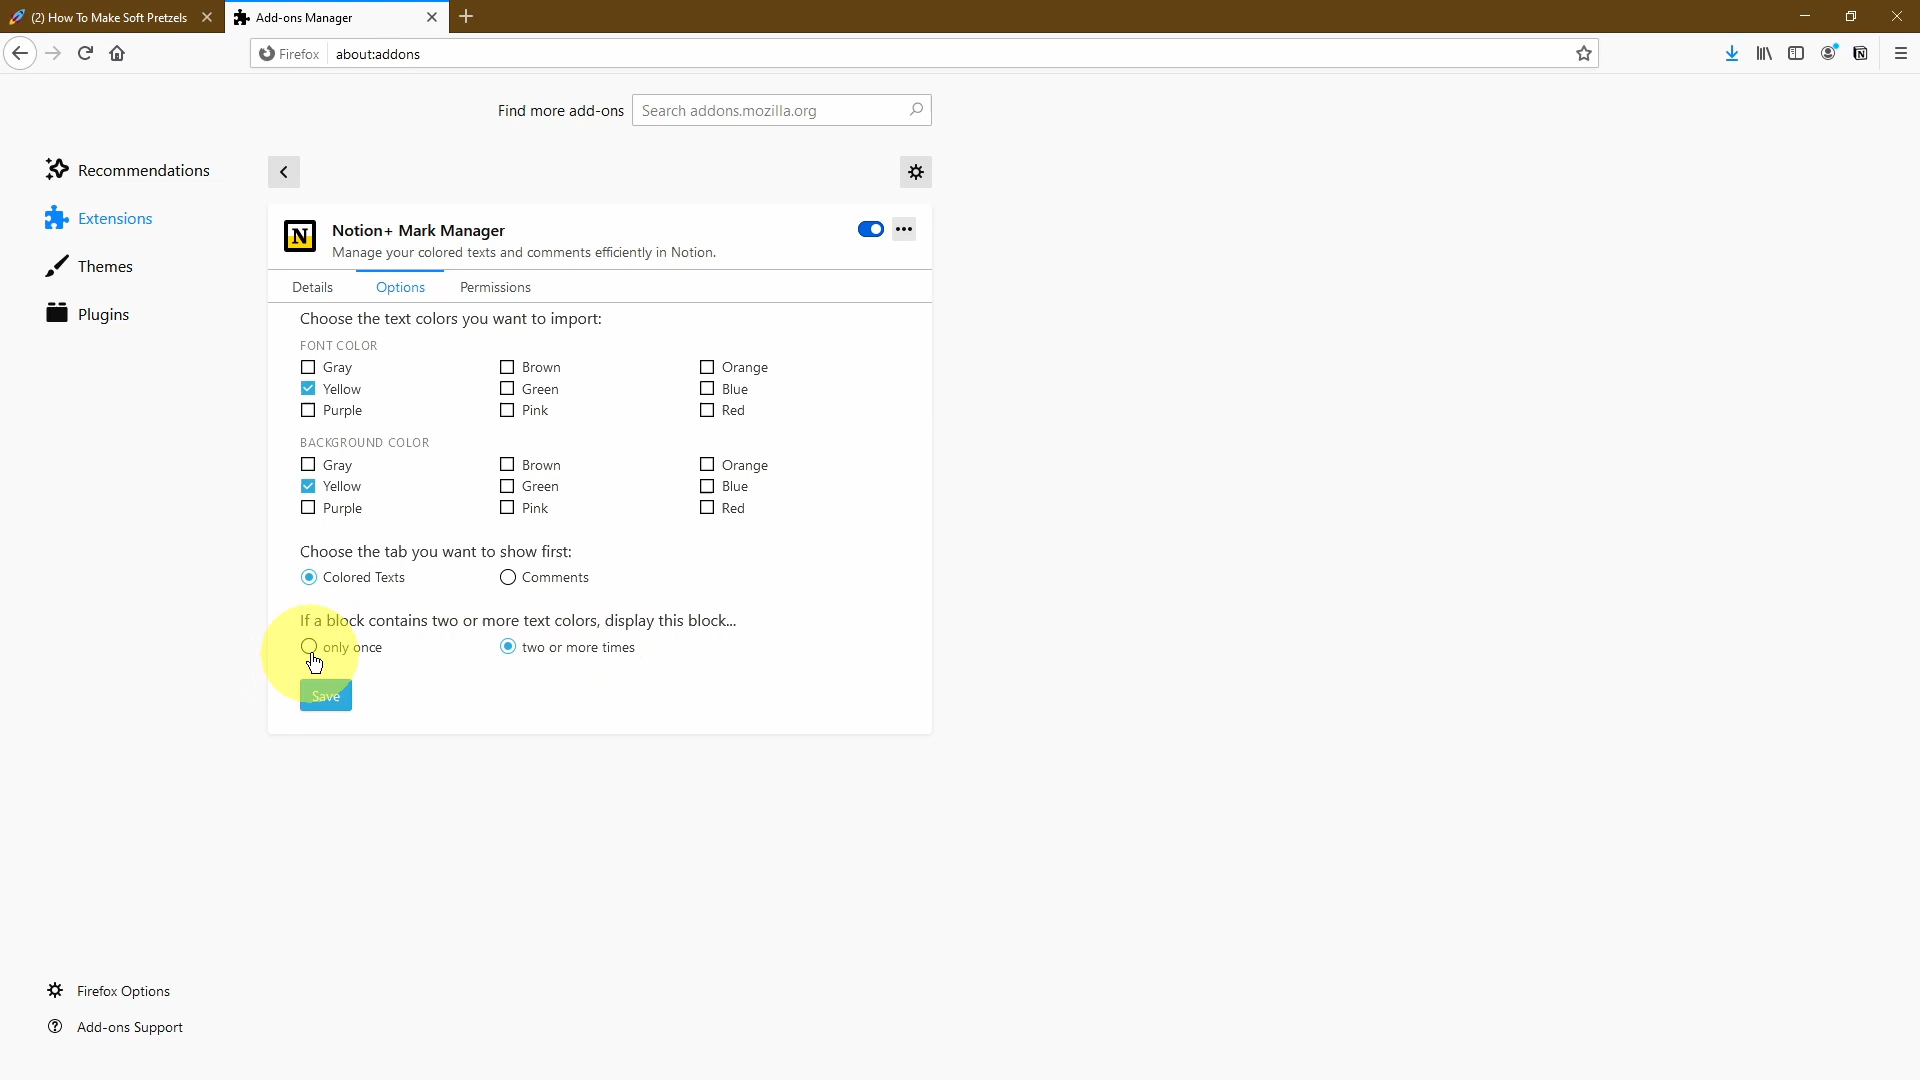 (2) How To Make Soft Pretzels
Add-ons Manager
Firefox
about:addons
Find more add-ons
Search addons.mozilla.org
Recommendations
Extensions
Themes
Plugins
N
Notion+ Mark Manager
Manage your colored texts and comments efficiently in Notion.
Details Options Permissions
Choose the text colors you want to import:
FONT COLOR
Gray Brown Orange
Yellow Green Blue
Purple Pink Red
BACKGROUND COLOR
Gray Brown Orange
Yellow Green Blue
Purple Pink Red
Choose the tab you want to show first:
Colored Texts Comments
If a block contains two or more text colors, display this block...
only once two or more times
Save
Firefox Options
Add-ons Support